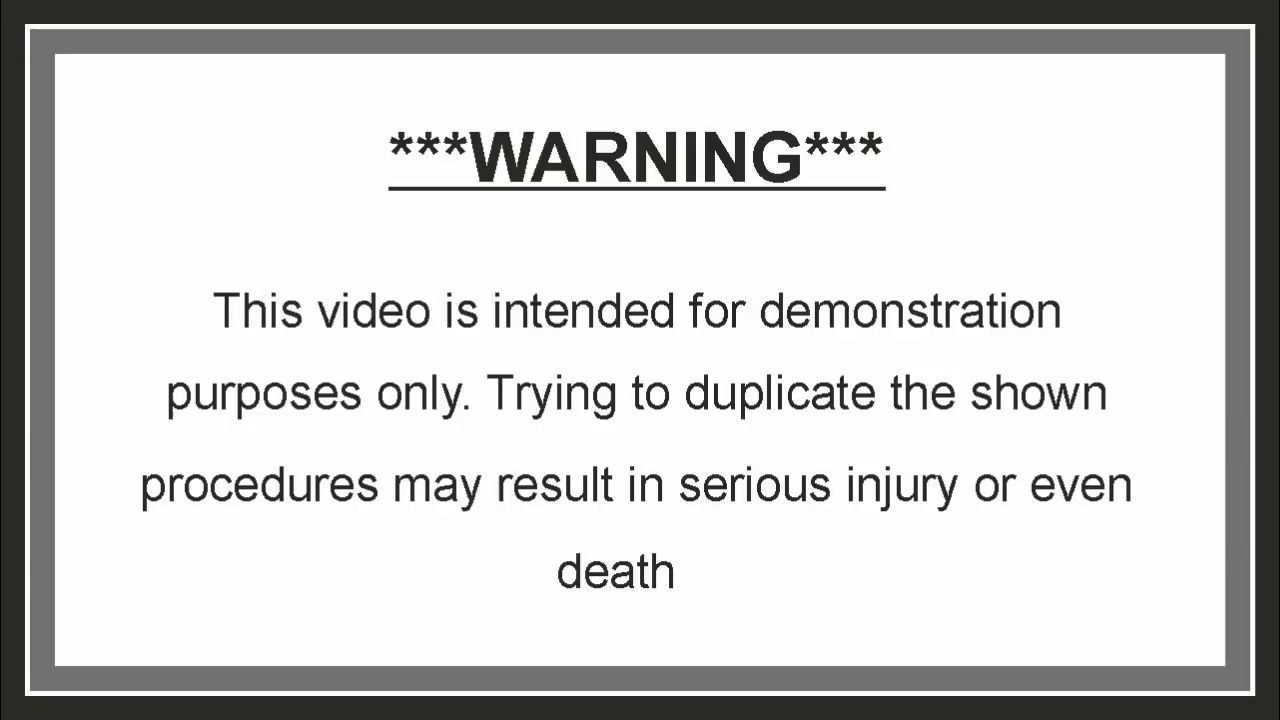 ***WARNING***
This video is intended for demonstration
purposes only. Trying to duplicate the shown
procedures may result in serious injury or even
death